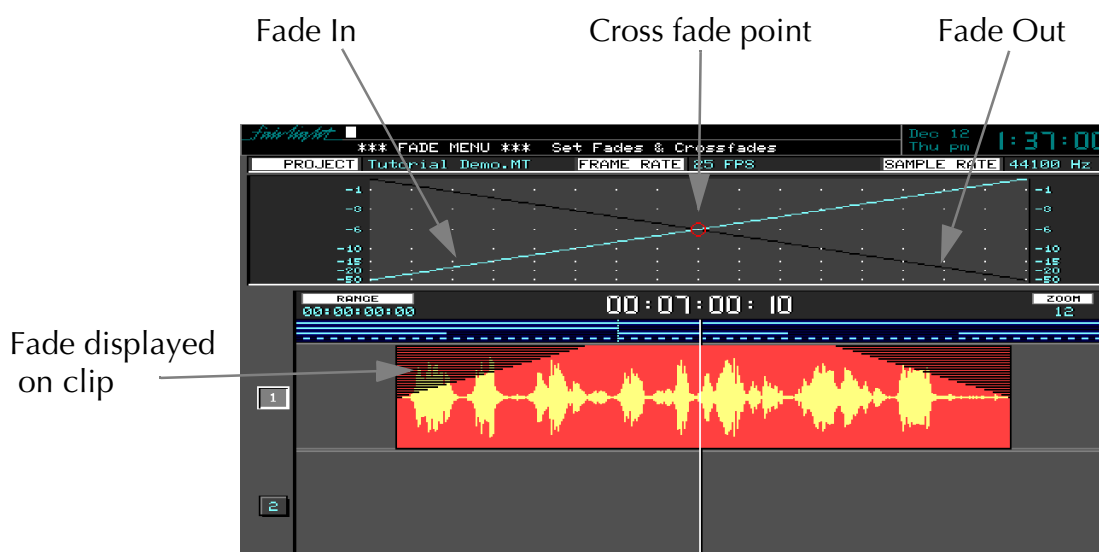 Fade In
Cross fade point
Fade Out
fairlight
Dec 12
Thu pm
1:37:00
*** FADE MENU *** Set Fades & Crossfades
PROJECT Tutorial Demo.MT FRAME RATE 25 FPS SAMPLE RATE 44100 Hz
-1 -1
-3 -3
-6 -6
-10 -10
-15 -15
-20 -20
-50 -50
RANGE
00:00:00:00
00:07:00:10
ZOOM
12
Fade displayed
on clip
1
2